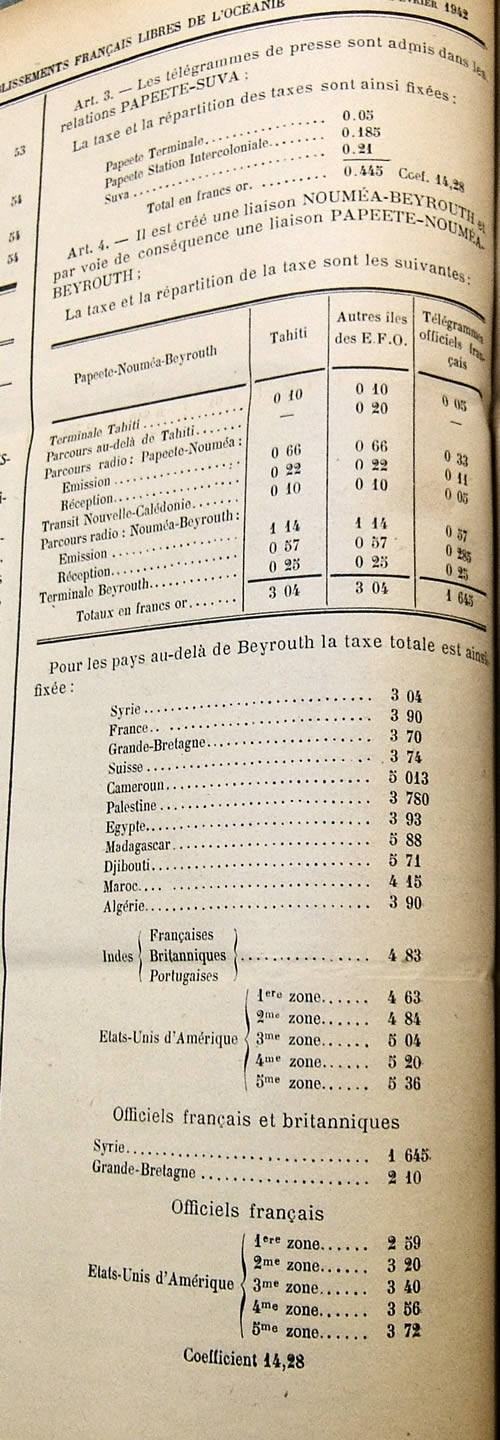 BLISSEMENTS FRANÇAIS LIBRES DE L'OCÉANIE
1942
53
54
54
54
Art. 3. — Les télégrammes de presse sont admis dans les
relations PAPEETE-SUVA :
La taxe et la répartition des taxes sont ainsi fixées :
Papeete Terminale.................... 0.05
Papeete Station Intercoloniale........ 0.185
Suva............................ 0.21
Total en francs or. ......... 0.445 Coef. 14,28
Art. 4. — Il est créé une liaison NOUMÉA-BEYROUTH et
par voie de conséquence une liaison PAPEETE-NOUMÉA-
BEYROUTH ;
La taxe et la répartition de la taxe sont les suivantes :
Papeete-Nouméa-Beyrouth | Tahiti | Autres iles des E.F.O. | Télégrammes officiels français
Terminale Tahiti............... 0 10 | 0 10 | 0 05
Parcours au-delà de Tahiti....... — | 0 20 | —
Parcours radio : Papeete-Nouméa :
Emission ............... 0 66 | 0 66 | 0 33
Réception............... 0 22 | 0 22 | 0 11
Transit Nouvelle-Calédonie....... 0 10 | 0 10 | 0 05
Parcours radio : Nouméa-Beyrouth :
Emission ............... 1 14 | 1 14 | 0 57
Réception............... 0 57 | 0 57 | 0 285
Terminale Beyrouth............. 0 25 | 0 25 | 0 25
Totaux en francs or....... 3 04 | 3 04 | 1 645
Pour les pays au-delà de Beyrouth la taxe totale est ainsi
fixée :
Syrie .............................. 3 04
France.. ........................... 3 90
Grande-Bretagne..................... 3 70
Suisse ............................. 3 74
Cameroun ........................... 5 013
Palestine .......................... 3 780
Egypte.............................. 3 93
Madagascar.......................... 5 88
Djibouti............................ 5 71
Maroc.... .......................... 4 15
Algérie............................. 3 90
Indes { Françaises
Britanniques } ................. 4 83
Portugaises
Etats-Unis d'Amérique { 1ere zone...... 4 63
2me zone...... 4 84
3me zone...... 5 04
4me zone...... 5 20
5me zone...... 5 36
Officiels français et britanniques
Syrie.............................. 1 645
Grande-Bretagne .................... 2 10
Officiels français
Etats-Unis d'Amérique { 1ere zone...... 2 59
2me zone...... 3 20
3me zone...... 3 40
4me zone...... 3 56
5me zone...... 3 72
Coefficient 14,28